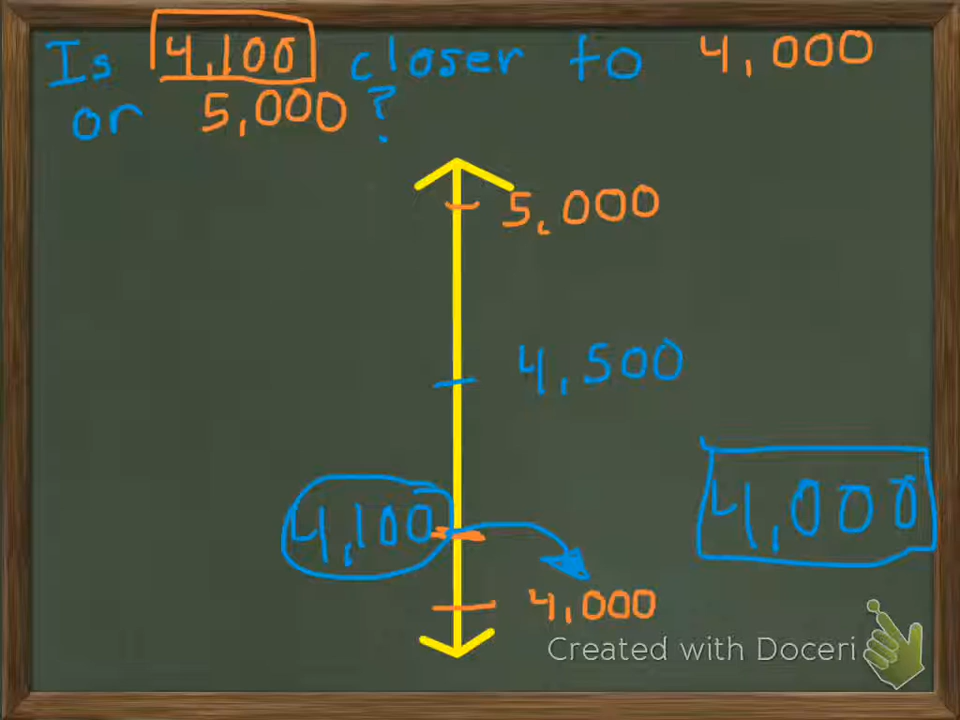 Is 4,100 closer to 4,000
or 5,000?
5,000
4,500
4,100
4,000
4,000
Created with Doceri